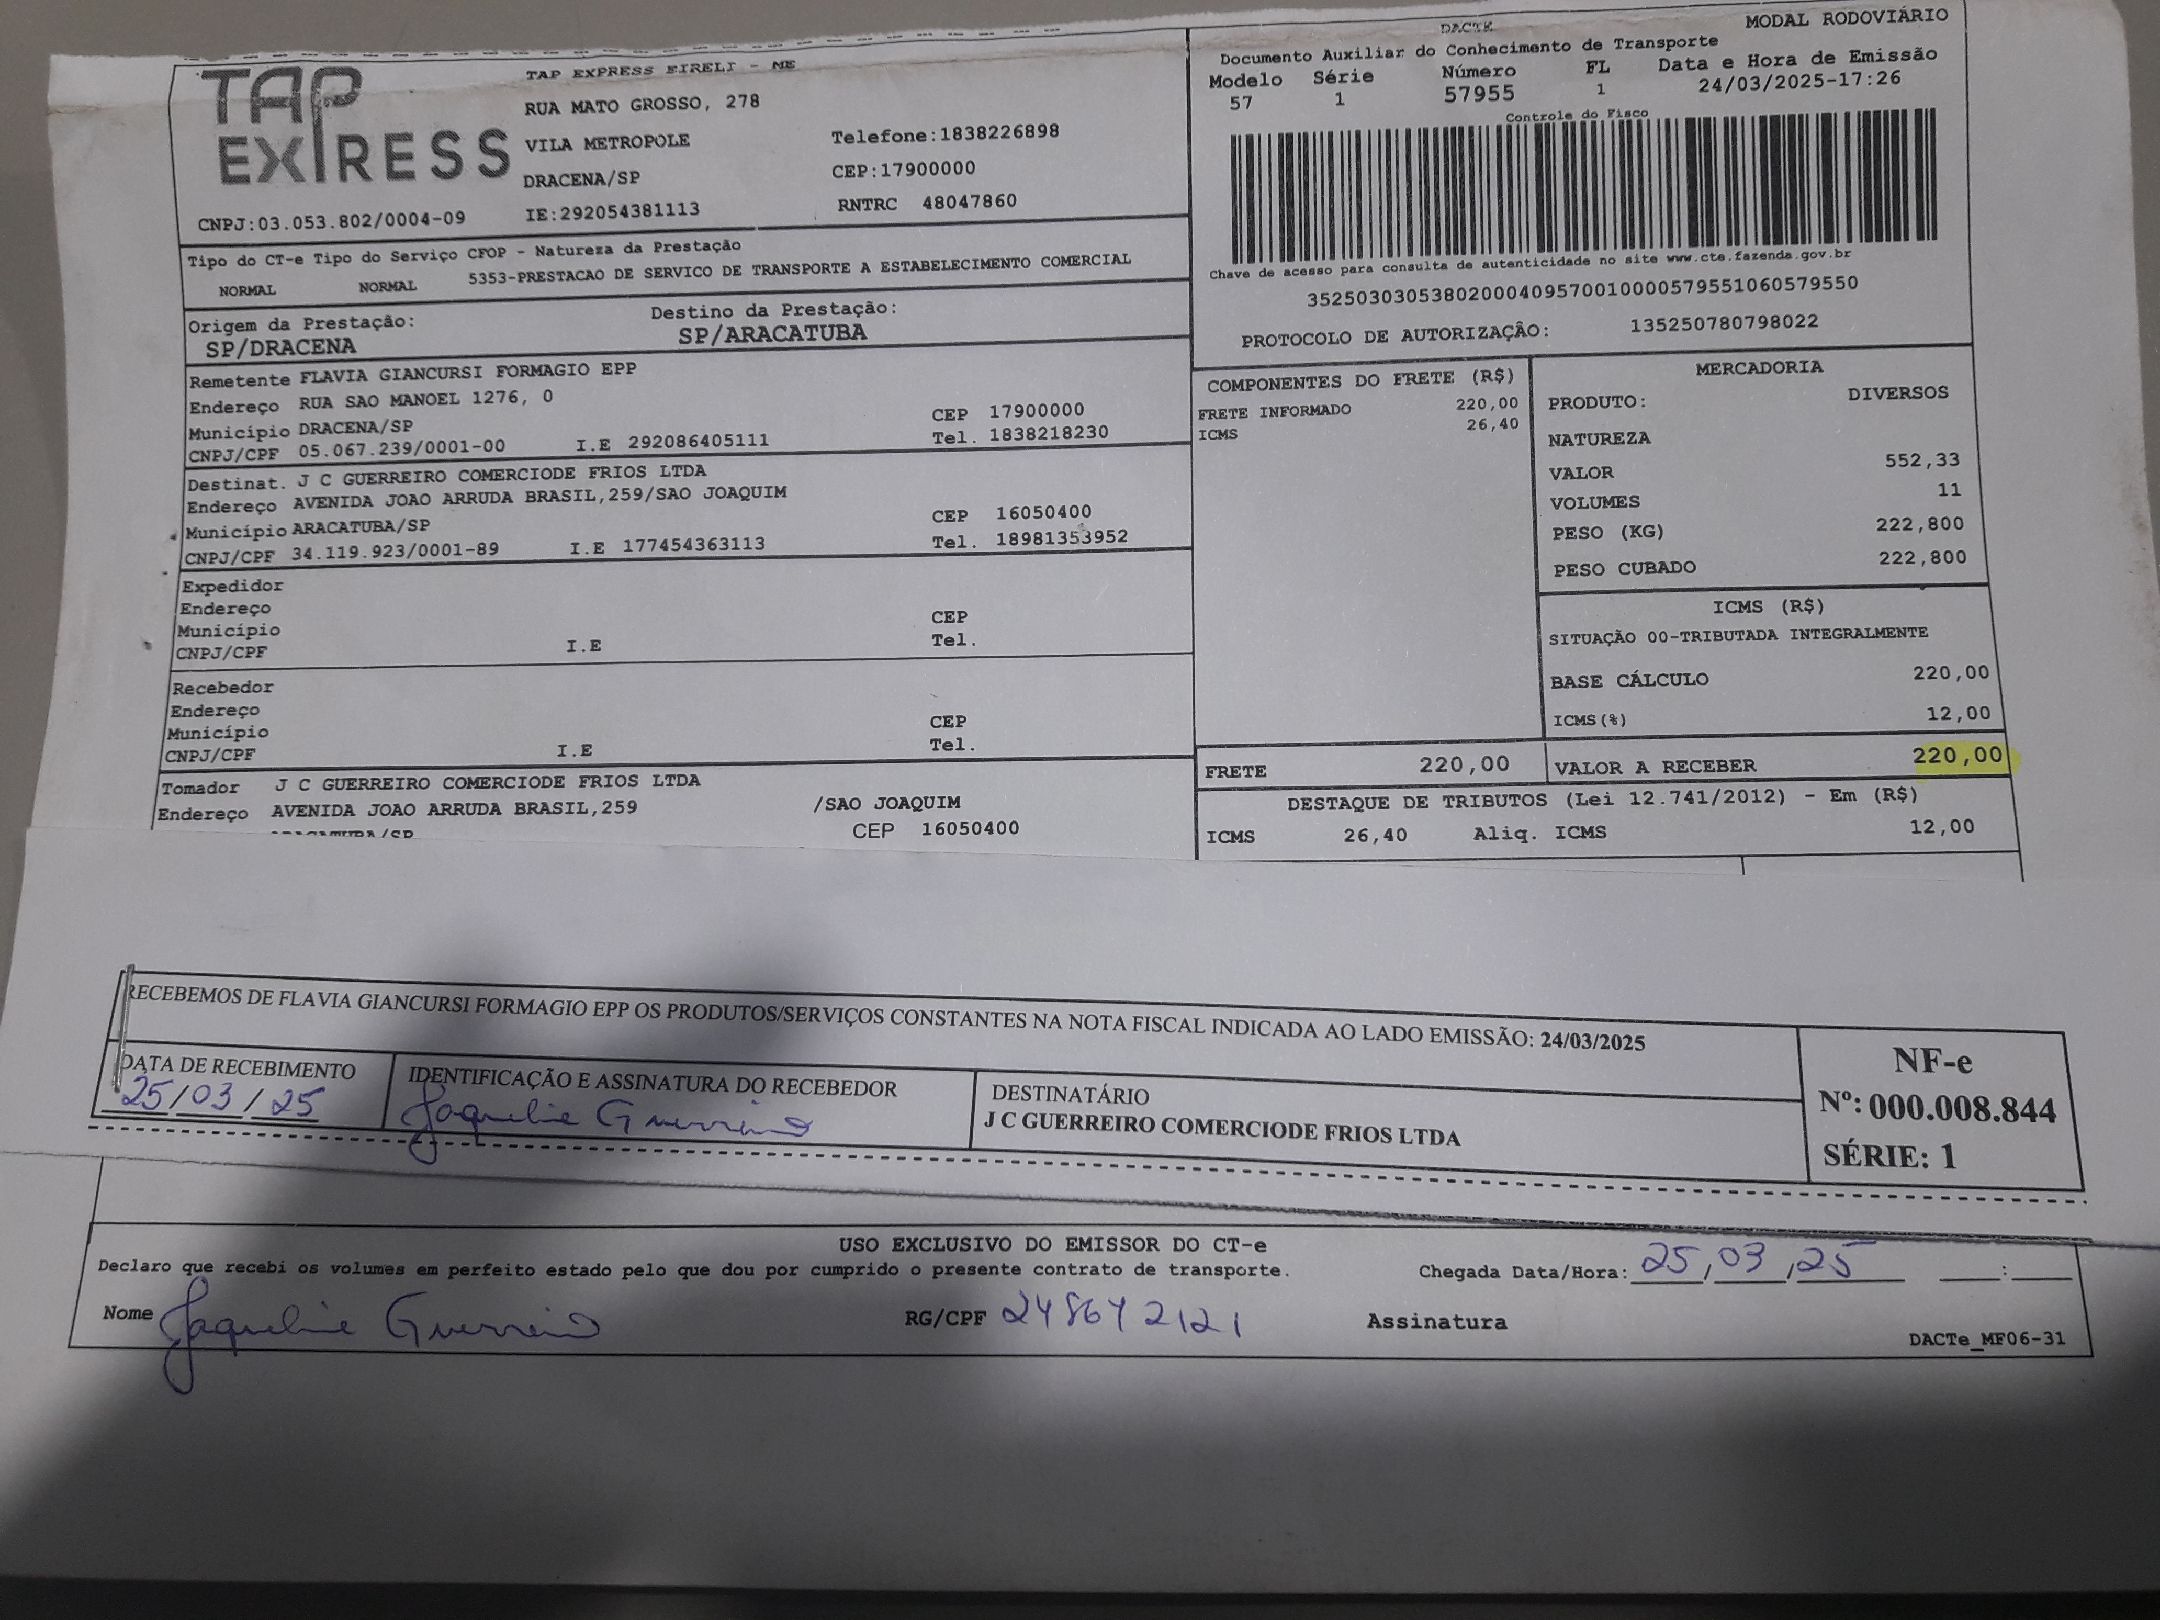 DACTE MODAL RODOVIÁRIO
TAP EXPRESS
TAP EXPRESS EIRELI - ME
RUA MATO GROSSO, 278
VILA METROPOLE Telefone:1838226898
DRACENA/SP CEP:17900000
CNPJ:03.053.802/0004-09 IE:292054381113 RNTRC 48047860
Documento Auxiliar do Conhecimento de Transporte
Modelo Série Número FL Data e Hora de Emissão
57 1 57955 1 24/03/2025-17:26
Controle do Fisco
Chave de acesso para consulta de autenticidade no site www.cte.fazenda.gov.br
35250303053802000409570010000579551060579550
PROTOCOLO DE AUTORIZAÇÃO: 135250780798022
Tipo do CT-e Tipo do Serviço CFOP - Natureza da Prestação
NORMAL NORMAL 5353-PRESTACAO DE SERVICO DE TRANSPORTE A ESTABELECIMENTO COMERCIAL
Origem da Prestação: Destino da Prestação:
SP/DRACENA SP/ARACATUBA
Remetente FLAVIA GIANCURSI FORMAGIO EPP
Endereço RUA SAO MANOEL 1276, 0
Município DRACENA/SP CEP 17900000
CNPJ/CPF 05.067.239/0001-00 I.E 292086405111 Tel. 1838218230
Destinat. J C GUERREIRO COMERCIODE FRIOS LTDA
Endereço AVENIDA JOAO ARRUDA BRASIL,259/SAO JOAQUIM
Município ARACATUBA/SP CEP 16050400
CNPJ/CPF 34.119.923/0001-89 I.E 177454363113 Tel. 18981353952
Expedidor
Endereço
Município CEP
CNPJ/CPF I.E Tel.
Recebedor
Endereço
Município CEP
CNPJ/CPF I.E Tel.
Tomador J C GUERREIRO COMERCIODE FRIOS LTDA
Endereço AVENIDA JOAO ARRUDA BRASIL,259 /SAO JOAQUIM
ARACATUBA/SP CEP 16050400
COMPONENTES DO FRETE (R$)
FRETE INFORMADO 220,00
ICMS 26,40
MERCADORIA
PRODUTO: DIVERSOS
NATUREZA
VALOR 552,33
VOLUMES 11
PESO (KG) 222,800
PESO CUBADO 222,800
ICMS (R$)
SITUAÇÃO 00-TRIBUTADA INTEGRALMENTE
BASE CÁLCULO 220,00
ICMS(%) 12,00
FRETE 220,00 VALOR A RECEBER 220,00
DESTAQUE DE TRIBUTOS (Lei 12.741/2012) - Em (R$)
ICMS 26,40 Aliq. ICMS 12,00
RECEBEMOS DE FLAVIA GIANCURSI FORMAGIO EPP OS PRODUTOS/SERVIÇOS CONSTANTES NA NOTA FISCAL INDICADA AO LADO EMISSÃO: 24/03/2025
DATA DE RECEBIMENTO IDENTIFICAÇÃO E ASSINATURA DO RECEBEDOR DESTINATÁRIO
25/03/25 Jaqueline Guerreiro J C GUERREIRO COMERCIODE FRIOS LTDA
NF-e
Nº: 000.008.844
SÉRIE: 1
USO EXCLUSIVO DO EMISSOR DO CT-e
Declaro que recebi os volumes em perfeito estado pelo que dou por cumprido o presente contrato de transporte. Chegada Data/Hora: 25/03/25 :
Nome Jaqueline Guerreiro RG/CPF 248642121 Assinatura
DACTe_MF06-31